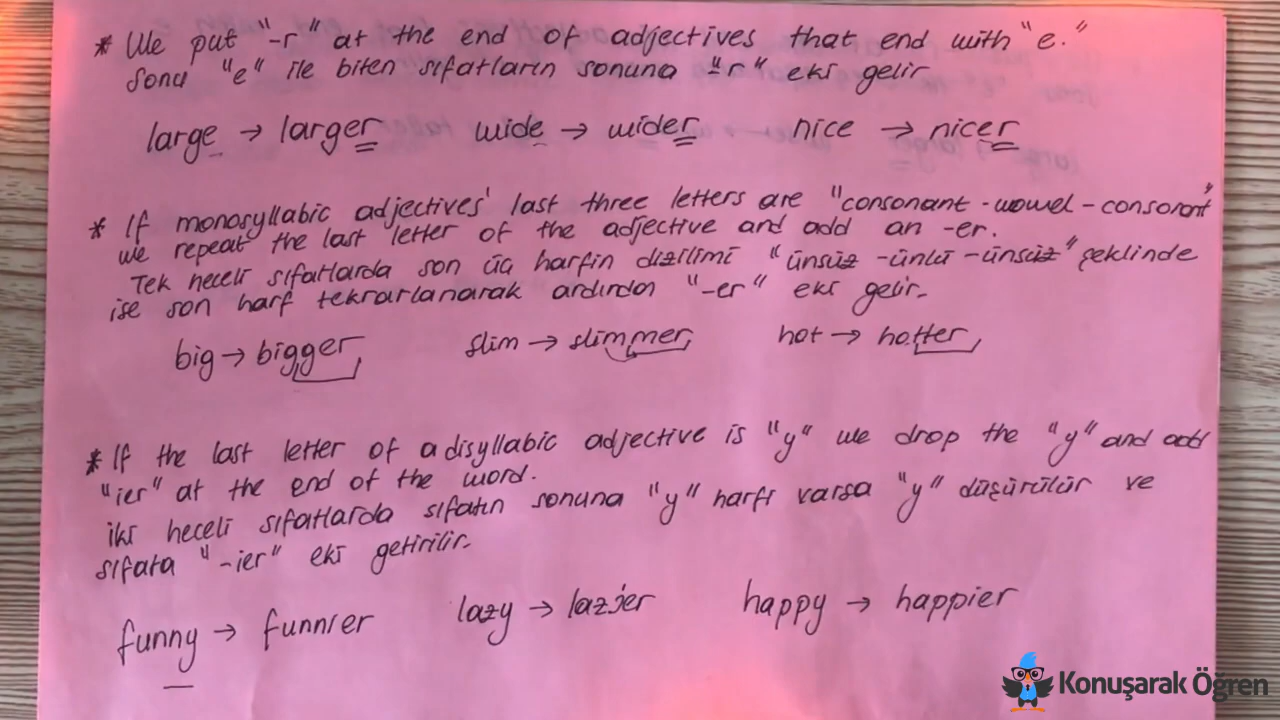 * We put "-r" at the end of adjectives that end with "e."
Sonu "e" ile biten sıfatların sonuna "-r" eki gelir
large → larger wide → wider nice → nicer
* If monosyllabic adjectives' last three letters are "consonant -wowel-consonant"
we repeat the last letter of the adjective and add an -er.
Tek heceli sıfatlarda son üç harfin dizilimi "ünsüz -ünlü -ünsüz" şeklinde
ise son harf tekrarlanarak ardından "-er" eki gelir.
big → bigger slim → slimmer hot → hotter
* If the last letter of a disyllabic adjective is "y" we drop the "y" and add
"ier" at the end of the word.
iki heceli sıfatlarda sıfatın sonuna "y" harfi varsa "y" düşürülür ve
sıfata "-ier" eki getirilir.
funny → funnier lazy → lazier happy → happier
Konuşarak Öğren